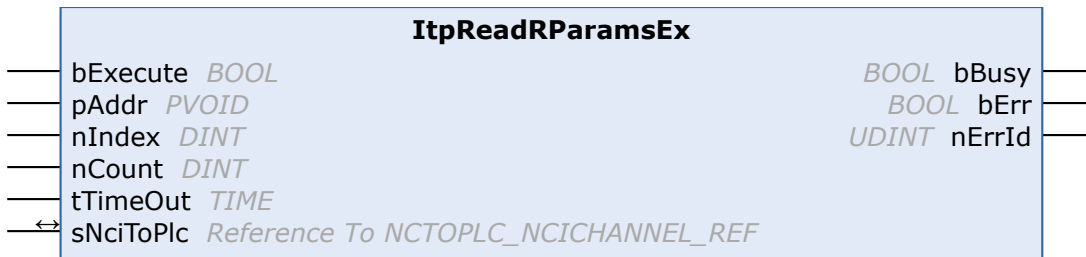 ItpReadRParamsEx
bExecute BOOL BOOL bBusy
pAddr PVOID BOOL bErr
nIndex DINT UDINT nErrId
nCount DINT
tTimeOut TIME
↔ sNciToPlc Reference To NCTOPLC_NCICHANNEL_REF